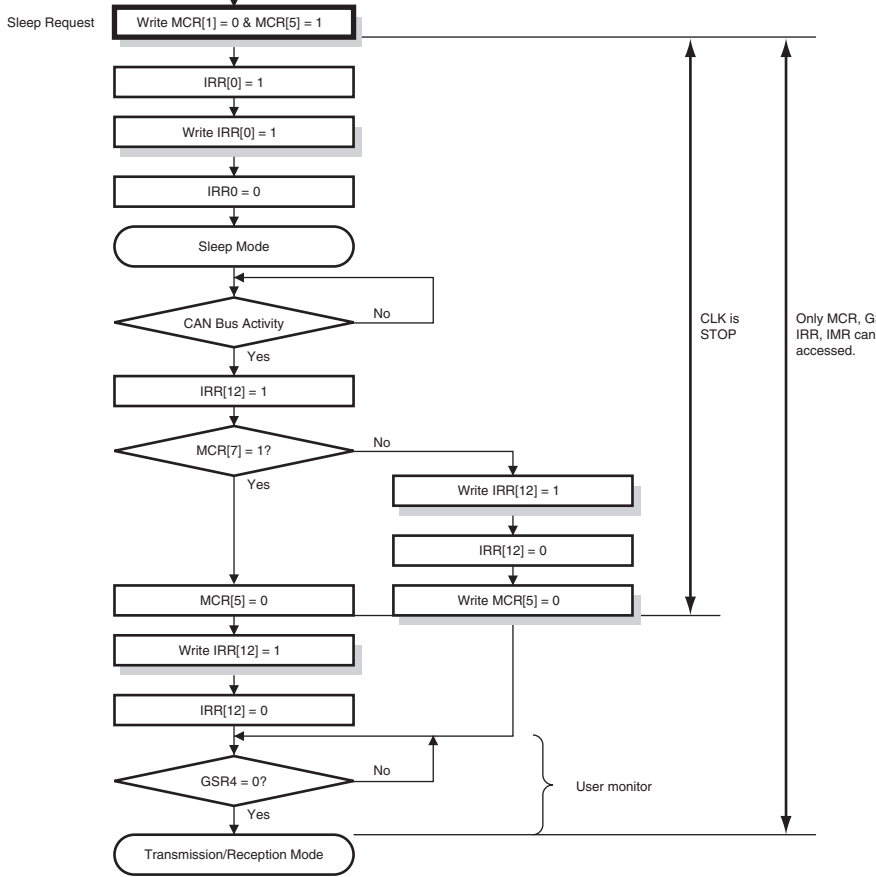 Sleep Request
Write MCR[1] = 0 & MCR[5] = 1
IRR[0] = 1
Write IRR[0] = 1
IRR0 = 0
Sleep Mode
CAN Bus Activity
No
Yes
IRR[12] = 1
MCR[7] = 1?
No
Yes
Write IRR[12] = 1
IRR[12] = 0
Write MCR[5] = 0
MCR[5] = 0
Write IRR[12] = 1
IRR[12] = 0
GSR4 = 0?
No
Yes
User monitor
Transmission/Reception Mode
CLK is
STOP
Only MCR, G
IRR, IMR can
accessed.